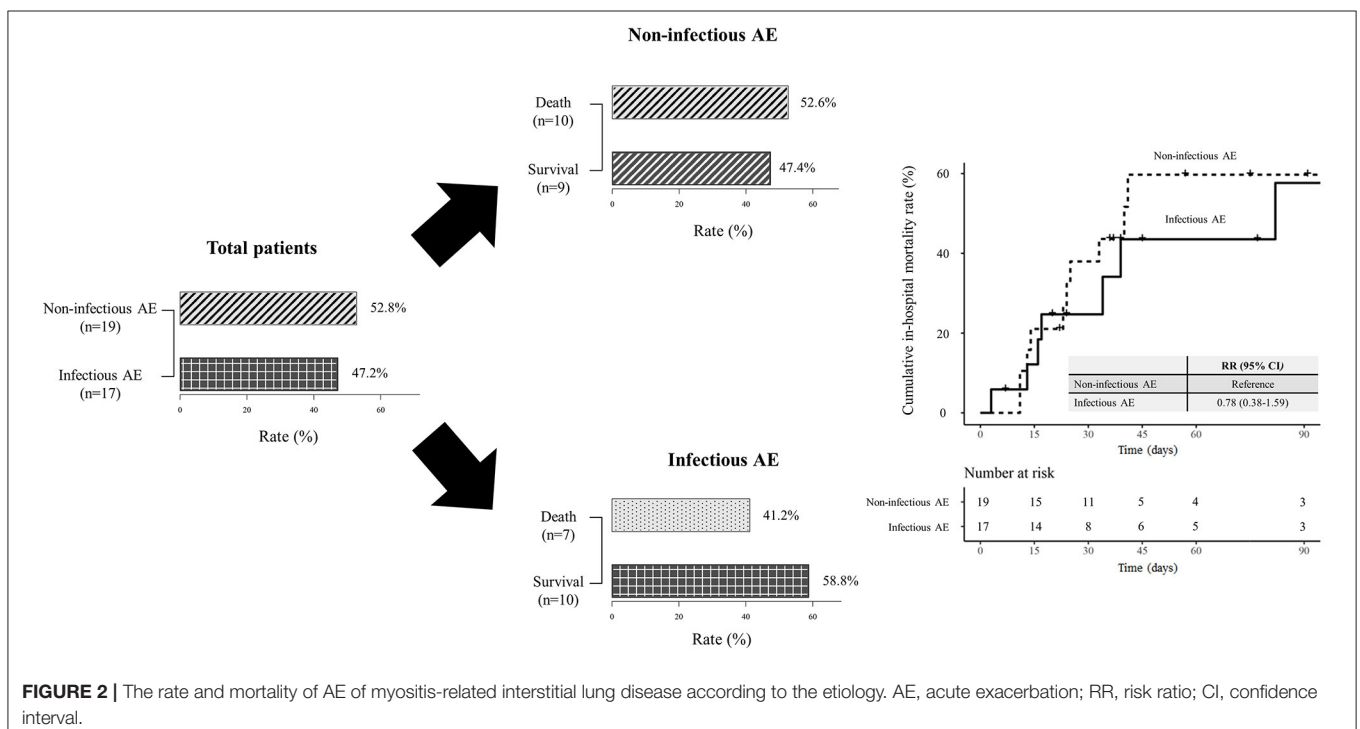 Non-infectious AE
Death
(n=10)
52.6%
Survival
(n=9)
47.4%
0 20 40 60
Rate (%)
Total patients
Non-infectious AE
(n=19)
52.8%
Infectious AE
(n=17)
47.2%
0 20 40 60
Rate (%)
Infectious AE
Death
(n=7)
41.2%
Survival
(n=10)
58.8%
0 20 40 60
Rate (%)
Cumulative in-hospital mortality rate (%)
60
40
20
0
Non-infectious AE
Infectious AE
RR (95% CI)
Non-infectious AE Reference
Infectious AE 0.78 (0.38-1.59)
0 15 30 45 60 90
Time (days)
Number at risk
Non-infectious AE 19 15 11 5 4 3
Infectious AE 17 14 8 6 5 3
0 15 30 45 60 90
Time (days)
FIGURE 2 | The rate and mortality of AE of myositis-related interstitial lung disease according to the etiology. AE, acute exacerbation; RR, risk ratio; CI, confidence
interval.